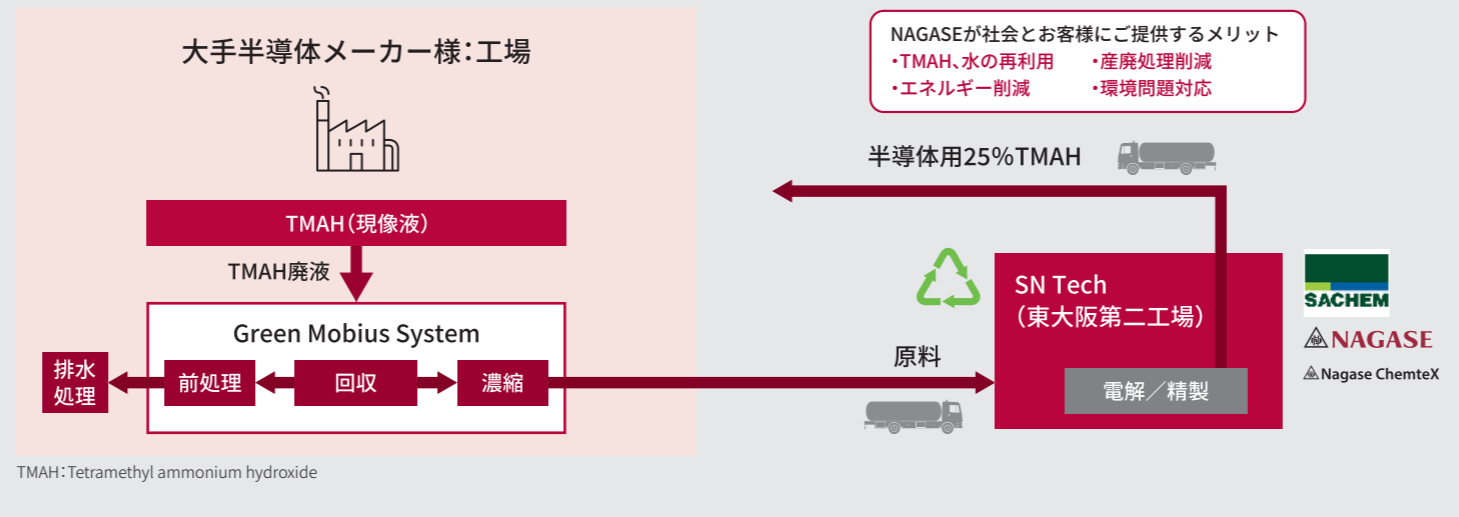 大手半導体メーカー様：工場
TMAH（現像液）
TMAH廃液
Green Mobius System
排水
処理
前処理
回収
濃縮
NAGASEが社会とお客様にご提供するメリット
・TMAH、水の再利用
・産廃処理削減
・エネルギー削減
・環境問題対応
半導体用25％TMAH
原料
SN Tech
（東大阪第二工場）
電解／精製
SACHEM
NAGASE
Nagase ChemteX
TMAH：Tetramethyl ammonium hydroxide